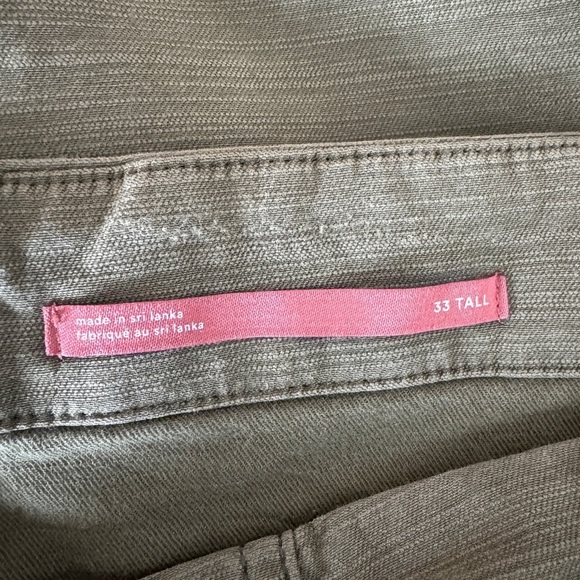 made in sri lanka
fabriqué au sri lanka
33 TALL